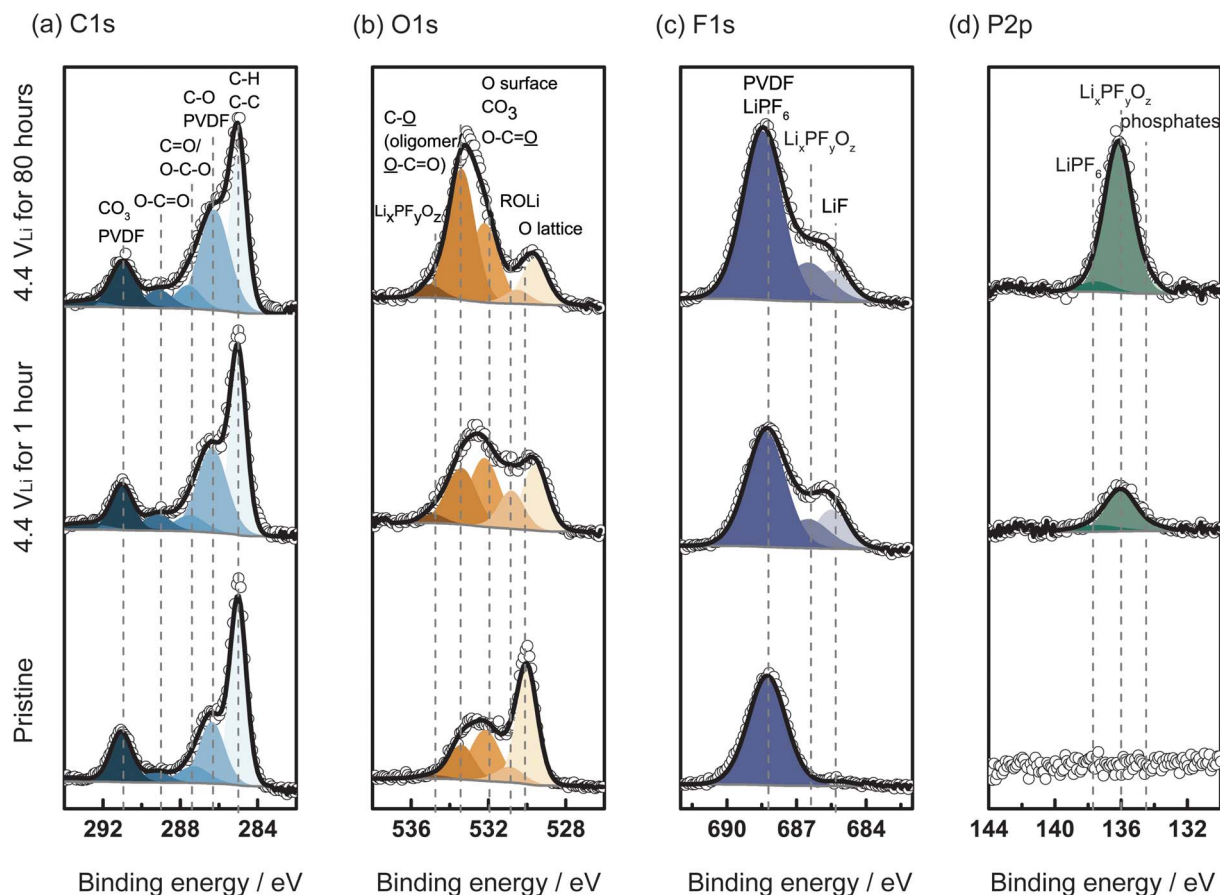 (a) C1s
(b) O1s
(c) F1s
(d) P2p
4.4 VLi for 80 hours
4.4 VLi for 1 hour
Pristine
C-H
C-C
C-O
PVDF
C=O/
O-C-O
O-C=O
CO3
PVDF
O surface
CO3
O-C=O
C-O
(oligomer/
O-C=O)
LixPFyOz
ROLi
O lattice
PVDF
LiPF6
LixPFyOz
LiF
LixPFyOz
phosphates
LiPF6
292 288 284
536 532 528
690 687 684
144 140 136 132
Binding energy / eV
Binding energy / eV
Binding energy / eV
Binding energy / eV